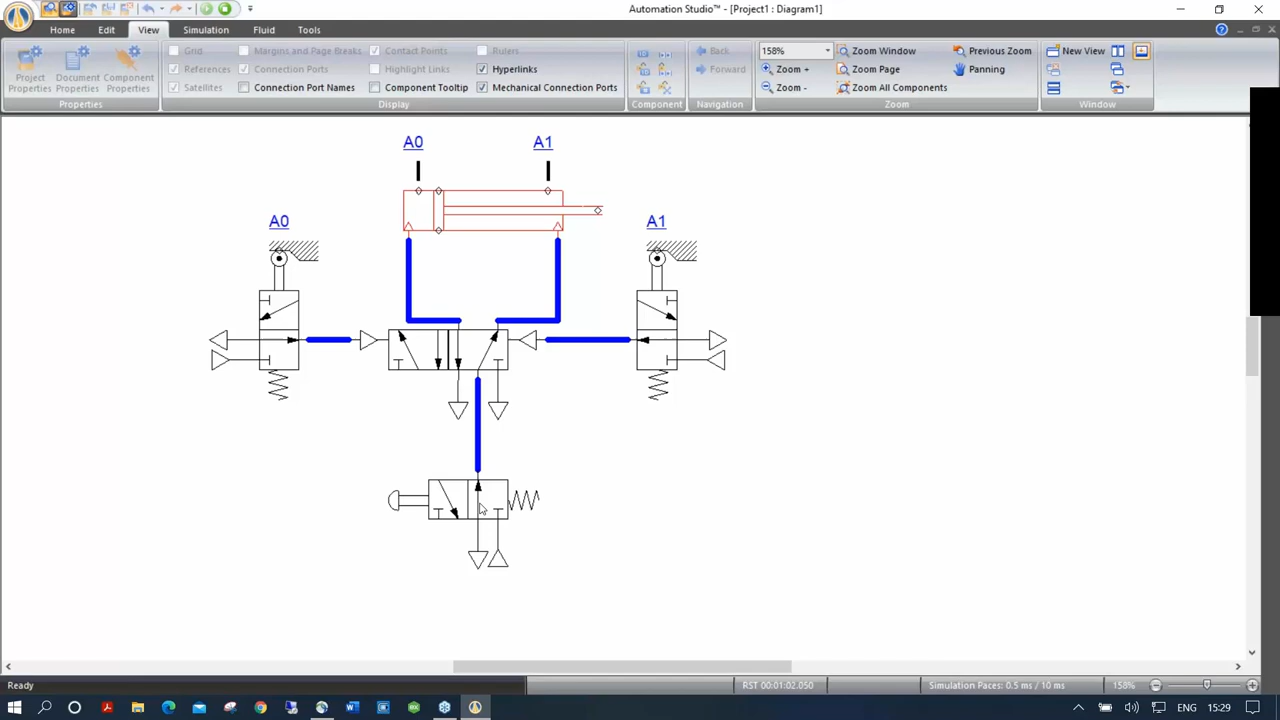 Automation Studio™ - [Project1 : Diagram1]
Home Edit View Simulation Fluid Tools
Grid Margins and Page Breaks Contact Points Rulers
References Connection Ports Highlight Links Hyperlinks
Satellites Connection Port Names Component Tooltip Mechanical Connection Ports
Project Properties Document Properties Component Properties
Back
Forward
158% Zoom Window Previous Zoom
Zoom + Zoom Page Panning
Zoom - Zoom All Components
New View
Properties Display Component Navigation Zoom Window
A0 A1
A0 A1
Ready RST 00:01:02.050 Simulation Paces: 0.5 ms / 10 ms 158%
ENG 15:29